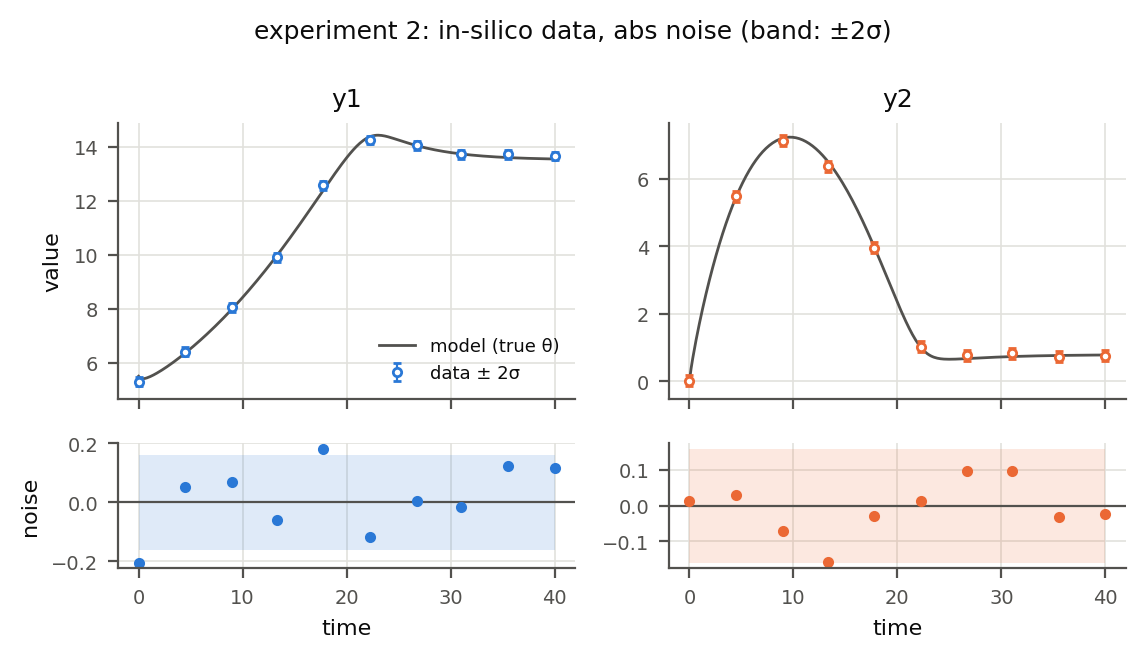 experiment 2: in-silico data, abs noise (band: ±2σ)
y1
y2
value
14
12
10
8
6
model (true θ)
data ± 2σ
6
4
2
0
noise
0.2
0.0
−0.2
0.1
0.0
−0.1
0 10 20 30 40
0 10 20 30 40
time
time